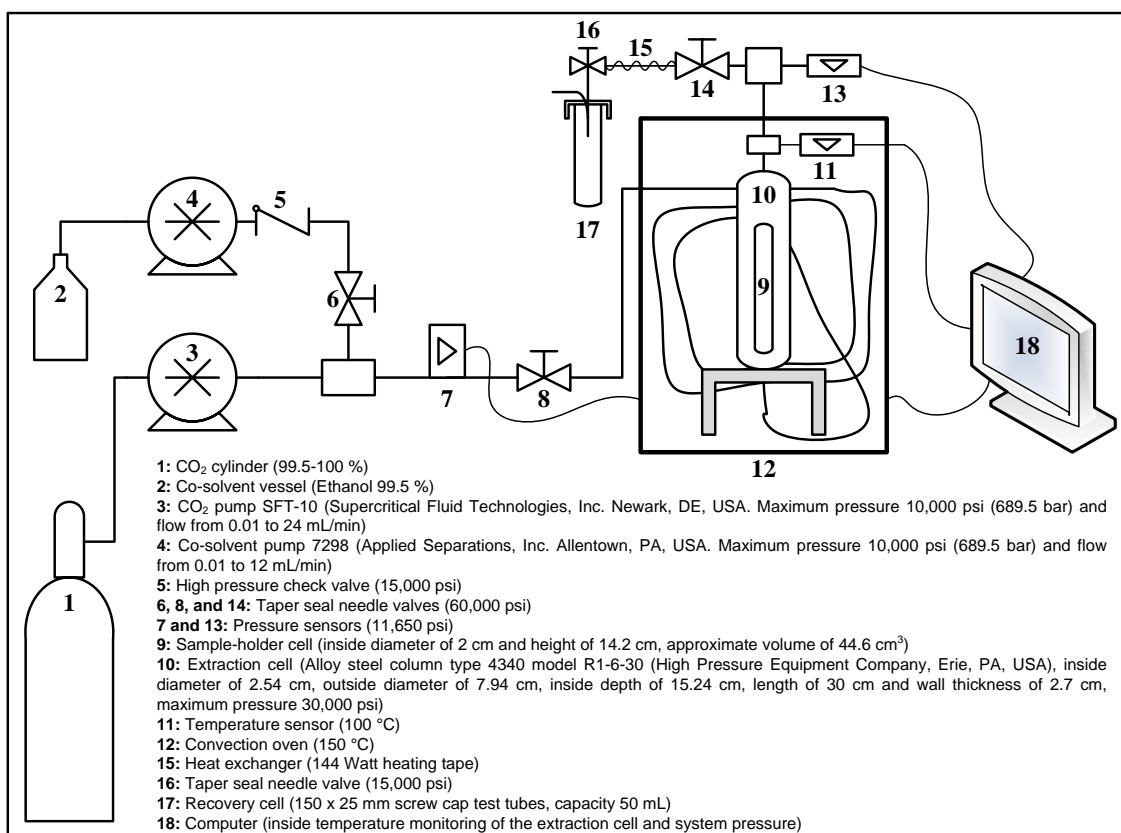 16
15
14
13
11
10
17
4
5
2
6
9
3
18
7
8
12
1
1: CO₂ cylinder (99.5-100 %)
2: Co-solvent vessel (Ethanol 99.5 %)
3: CO₂ pump SFT-10 (Supercritical Fluid Technologies, Inc. Newark, DE, USA. Maximum pressure 10,000 psi (689.5 bar) and
flow from 0.01 to 24 mL/min)
4: Co-solvent pump 7298 (Applied Separations, Inc. Allentown, PA, USA. Maximum pressure 10,000 psi (689.5 bar) and flow
from 0.01 to 12 mL/min)
5: High pressure check valve (15,000 psi)
6, 8, and 14: Taper seal needle valves (60,000 psi)
7 and 13: Pressure sensors (11,650 psi)
9: Sample-holder cell (inside diameter of 2 cm and height of 14.2 cm, approximate volume of 44.6 cm³)
10: Extraction cell (Alloy steel column type 4340 model R1-6-30 (High Pressure Equipment Company, Erie, PA, USA), inside
diameter of 2.54 cm, outside diameter of 7.94 cm, inside depth of 15.24 cm, length of 30 cm and wall thickness of 2.7 cm,
maximum pressure 30,000 psi)
11: Temperature sensor (100 °C)
12: Convection oven (150 °C)
15: Heat exchanger (144 Watt heating tape)
16: Taper seal needle valve (15,000 psi)
17: Recovery cell (150 x 25 mm screw cap test tubes, capacity 50 mL)
18: Computer (inside temperature monitoring of the extraction cell and system pressure)